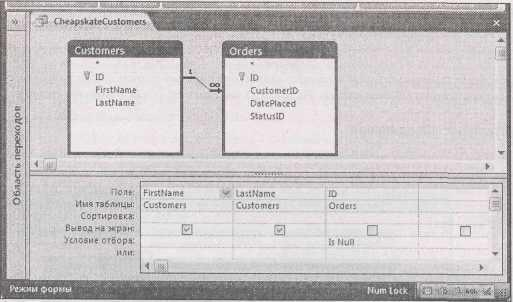 »
CheapskateCustomers
×
Область переходов
Customers
*
ID
FirstName
LastName
1
∞
Orders
*
ID
CustomerID
DatePlaced
StatusID
Поле: FirstName LastName ID
Имя таблицы: Customers Customers Orders
Сортировка:
Вывод на экран:
Условие отбора: Is Null
или:
Режим формы
Num Lock